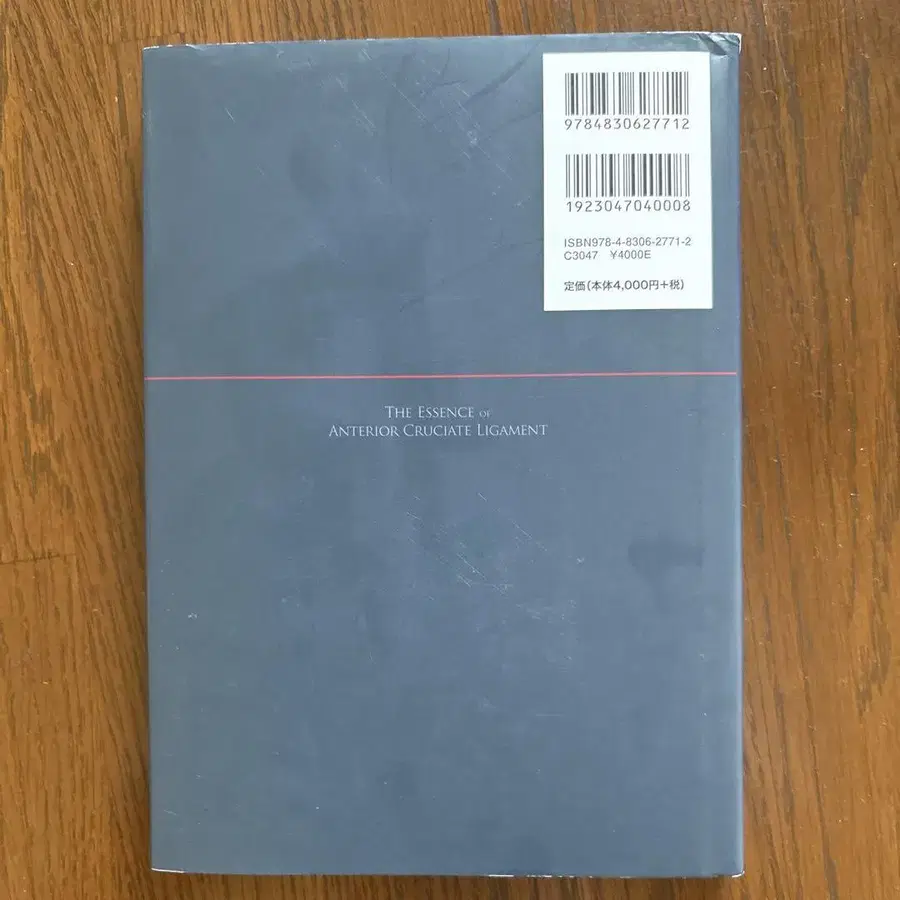 9784830627712
1923047040008
ISBN978-4-8306-2771-2
C3047 ¥4000E
定価(本体4,000円+税)
THE ESSENCE OF
ANTERIOR CRUCIATE LIGAMENT